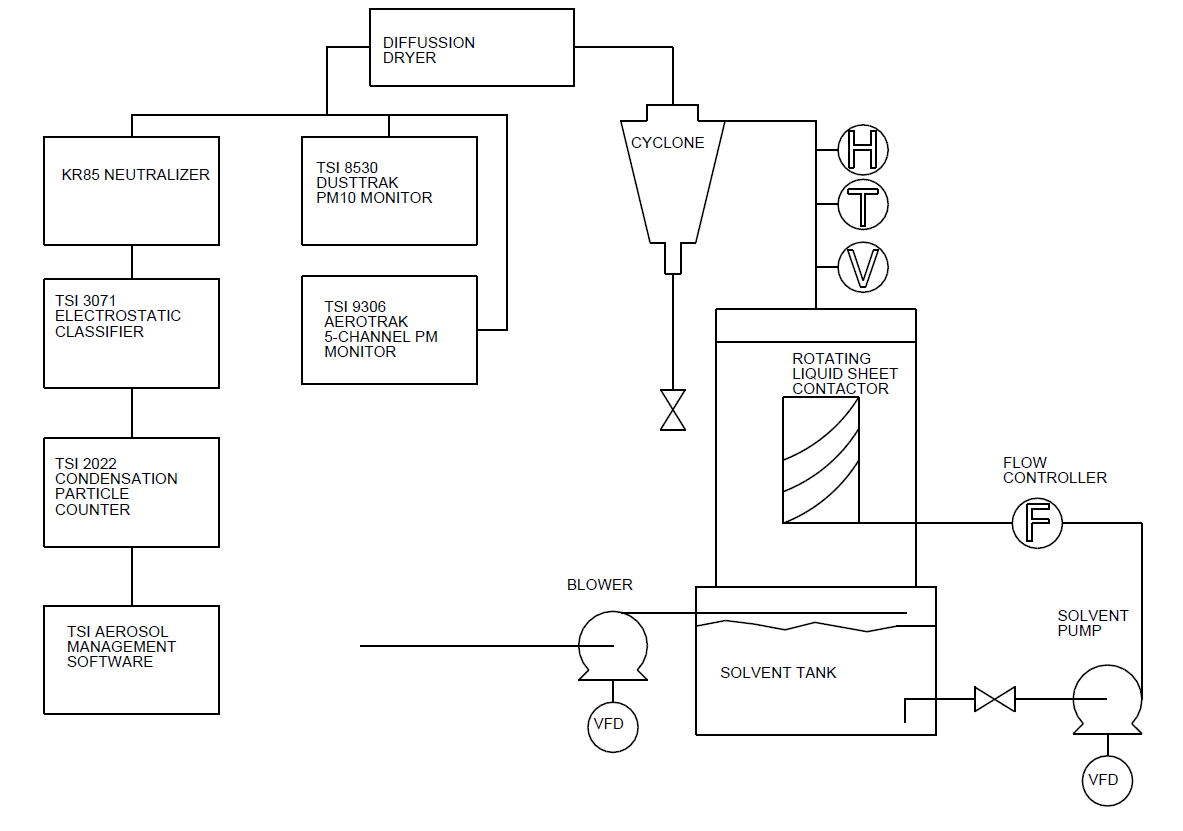 DIFFUSSION
DRYER
CYCLONE
H
T
V
KR85 NEUTRALIZER
TSI 8530
DUSTTRAK
PM10 MONITOR
TSI 3071
ELECTROSTATIC
CLASSIFIER
TSI 9306
AEROTRAK
5-CHANNEL PM
MONITOR
ROTATING
LIQUID SHEET
CONTACTOR
TSI 2022
CONDENSATION
PARTICLE
COUNTER
FLOW
CONTROLLER
F
BLOWER
TSI AEROSOL
MANAGEMENT
SOFTWARE
SOLVENT
PUMP
SOLVENT TANK
VFD
VFD